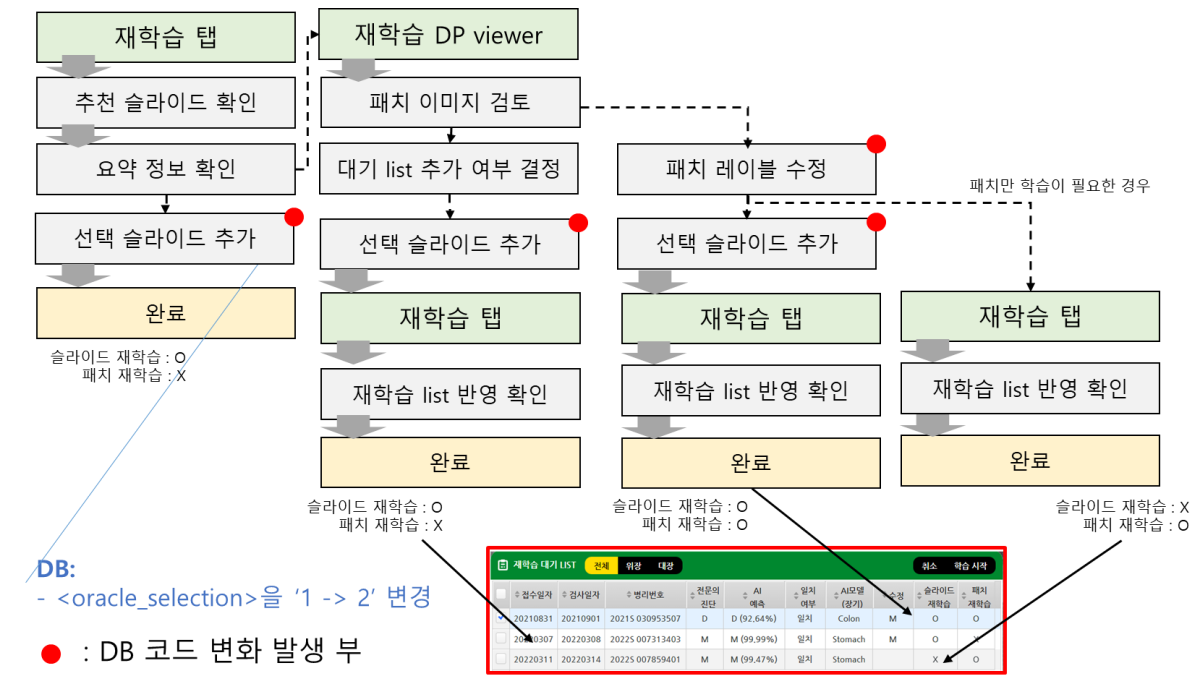 재학습 탭
추천 슬라이드 확인
요약 정보 확인
선택 슬라이드 추가
완료
슬라이드 재학습 : O
패치 재학습 : X
재학습 DP viewer
패치 이미지 검토
대기 list 추가 여부 결정
선택 슬라이드 추가
재학습 탭
재학습 list 반영 확인
완료
슬라이드 재학습 : O
패치 재학습 : X
패치 레이블 수정
선택 슬라이드 추가
재학습 탭
재학습 list 반영 확인
완료
슬라이드 재학습 : O
패치 재학습 : O
패치만 학습이 필요한 경우
재학습 탭
재학습 list 반영 확인
완료
슬라이드 재학습 : X
패치 재학습 : O
DB:
- <oracle_selection>을 '1 -> 2' 변경
: DB 코드 변화 발생 부
재학습 대기 LIST 전체 위장 대장 취소 학습 시작
접수일자 검사일자 병리번호 전문의 진단 AI 예측 일치 여부 AI모델 (장기) 수정 슬라이드 재학습 패치 재학습
20210831 20210901 2021S 030953507 D D (92,64%) 일치 Colon M O O
20220307 20220308 2022S 007313403 M M (99,99%) 일치 Stomach M O X
20220311 20220314 2022S 007859401 M M (99,47%) 일치 Stomach X O